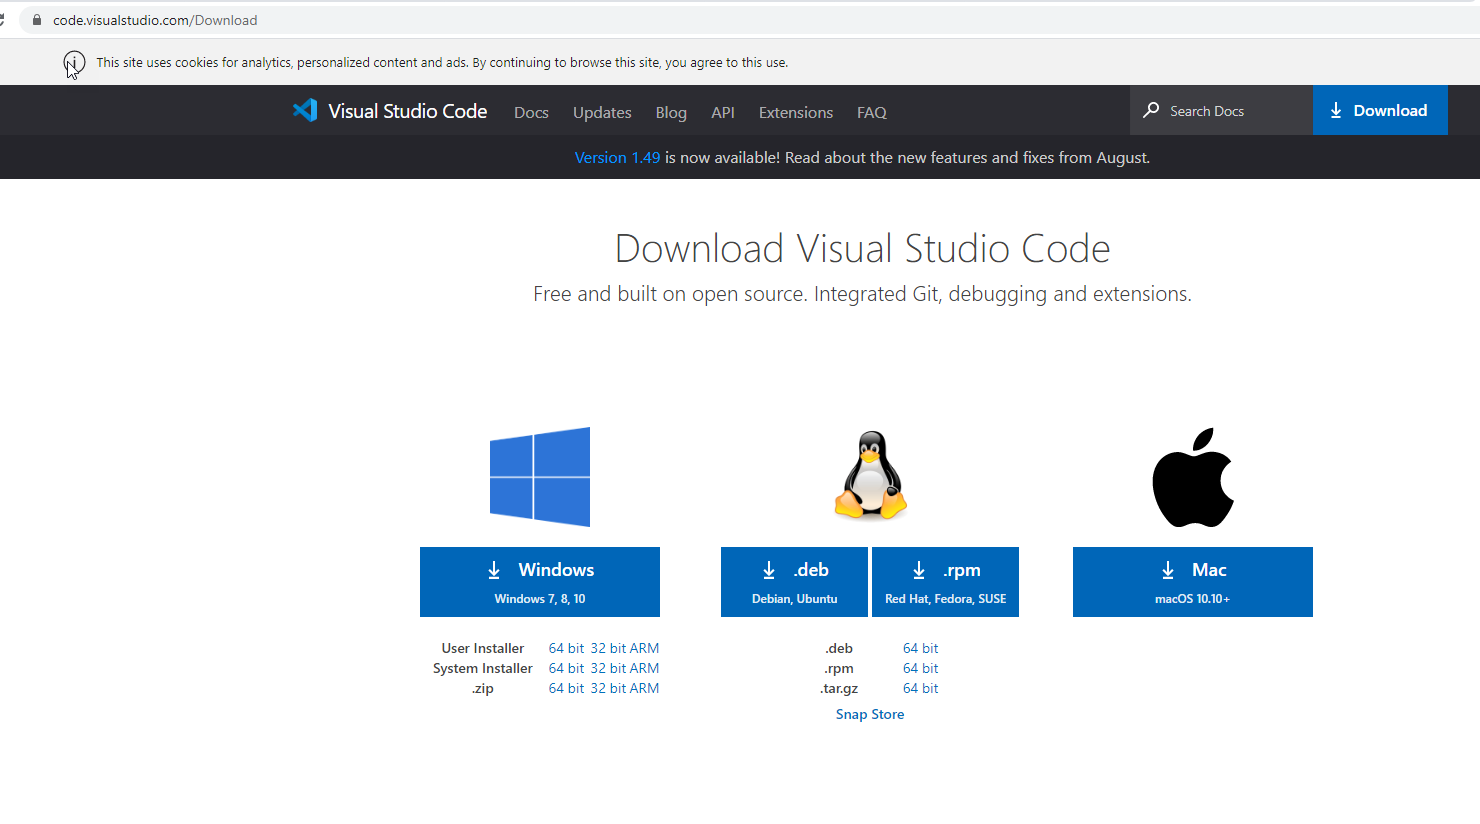 code.visualstudio.com/Download
This site uses cookies for analytics, personalized content and ads. By continuing to browse this site, you agree to this use.
Visual Studio Code Docs Updates Blog API Extensions FAQ Search Docs Download
Version 1.49 is now available! Read about the new features and fixes from August.
Download Visual Studio Code
Free and built on open source. Integrated Git, debugging and extensions.
Windows
Windows 7, 8, 10
User Installer 64 bit 32 bit ARM
System Installer 64 bit 32 bit ARM
.zip 64 bit 32 bit ARM
.deb
Debian, Ubuntu
.rpm
Red Hat, Fedora, SUSE
.deb 64 bit
.rpm 64 bit
.tar.gz 64 bit
Snap Store
Mac
macOS 10.10+